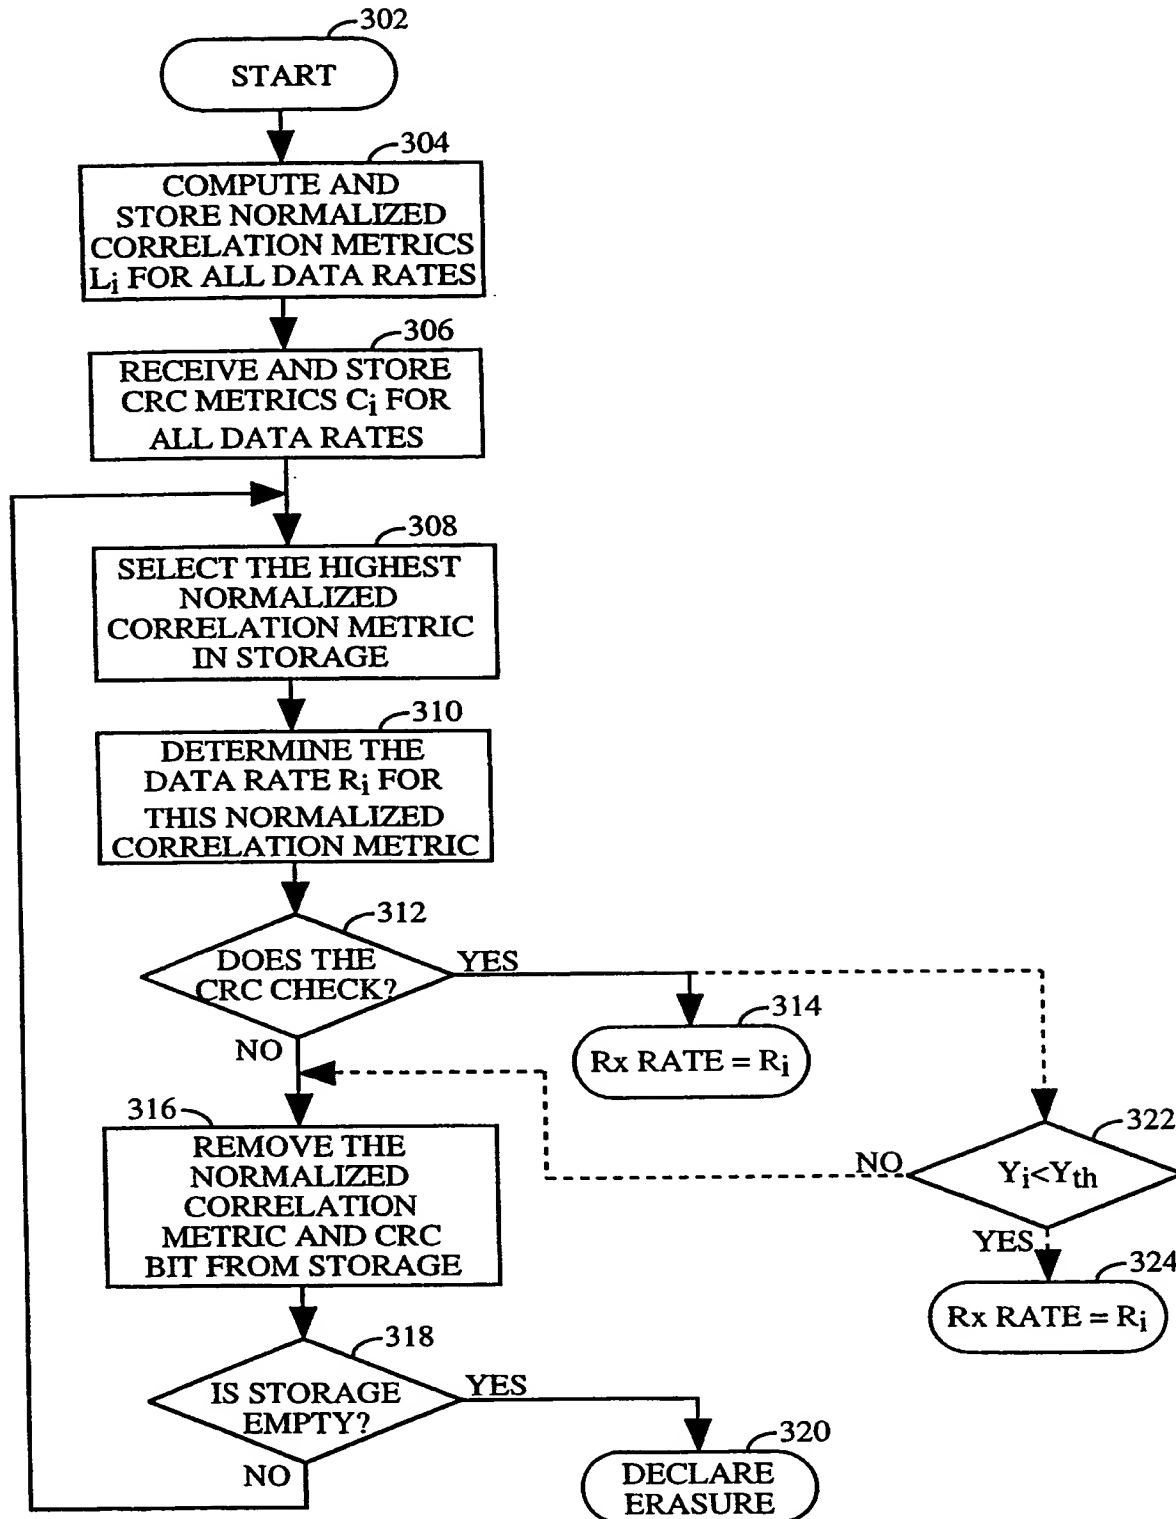 302
START
304
COMPUTE AND
STORE NORMALIZED
CORRELATION METRICS
Li FOR ALL DATA RATES
306
RECEIVE AND STORE
CRC METRICS Ci FOR
ALL DATA RATES
308
SELECT THE HIGHEST
NORMALIZED
CORRELATION METRIC
IN STORAGE
310
DETERMINE THE
DATA RATE Ri FOR
THIS NORMALIZED
CORRELATION METRIC
312
DOES THE
CRC CHECK?
YES
NO
314
Rx RATE = Ri
316
REMOVE THE
NORMALIZED
CORRELATION
METRIC AND CRC
BIT FROM STORAGE
322
Yi<Yth
NO
YES
324
Rx RATE = Ri
318
IS STORAGE
EMPTY?
YES
NO
320
DECLARE
ERASURE